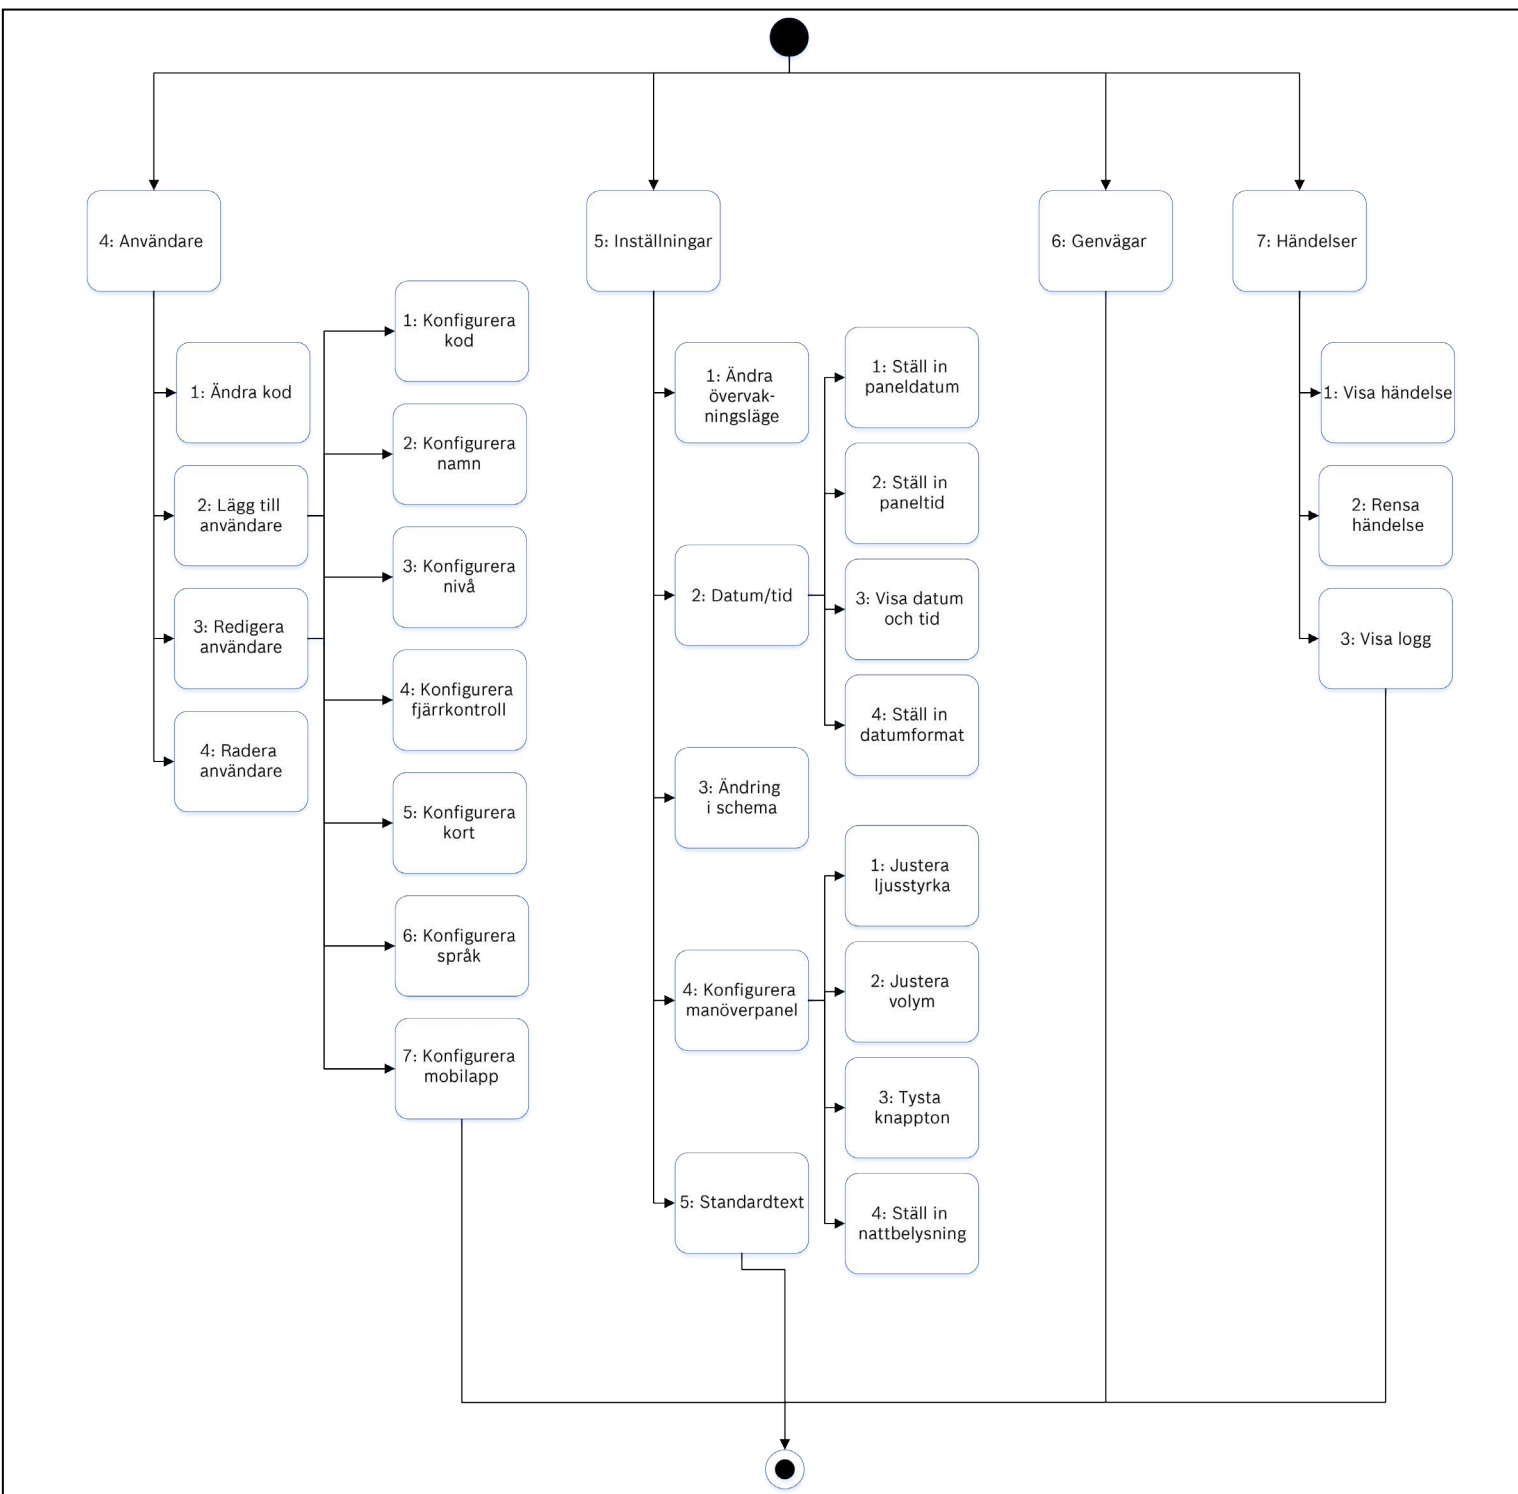 4: Användare
5: Inställningar
6: Genvägar
7: Händelser
1: Ändra kod
2: Lägg till
användare
3: Redigera
användare
4: Radera
användare
1: Konfigurera
kod
2: Konfigurera
namn
3: Konfigurera
nivå
4: Konfigurera
fjärrkontroll
5: Konfigurera
kort
6: Konfigurera
språk
7: Konfigurera
mobilapp
1: Ändra
övervak-
ningsläge
2: Datum/tid
3: Ändring
i schema
4: Konfigurera
manöverpanel
5: Standardtext
1: Ställ in
paneldatum
2: Ställ in
paneltid
3: Visa datum
och tid
4: Ställ in
datumformat
1: Justera
ljusstyrka
2: Justera
volym
3: Tysta
knappton
4: Ställ in
nattbelysning
1: Visa händelse
2: Rensa
händelse
3: Visa logg